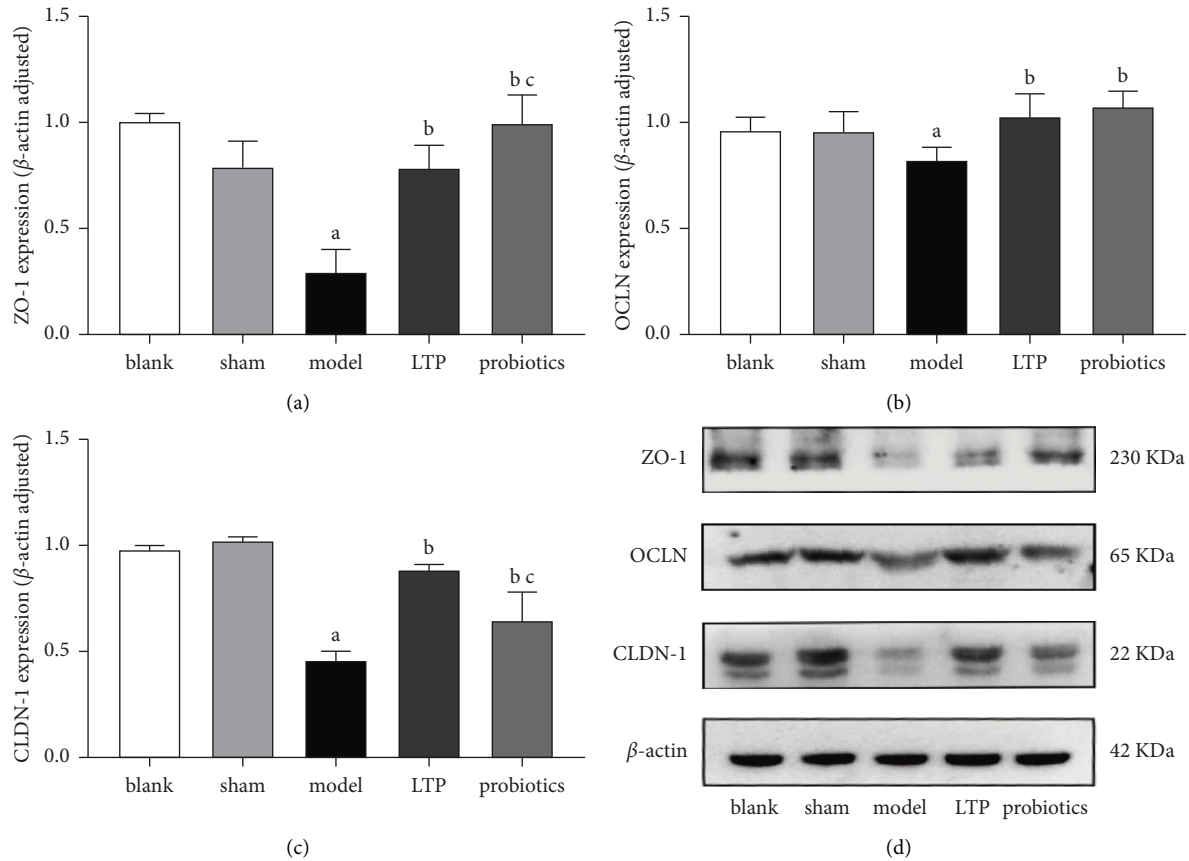 ZO-1 expression (β-actin adjusted)
1.5
1.0
0.5
0.0
b c
b
a
blank sham model LTP probiotics
(a)
OCLN expression (β-actin adjusted)
1.5
1.0
0.5
0.0
b b
a
blank sham model LTP probiotics
(b)
CLDN-1 expression (β-actin adjusted)
1.5
1.0
0.5
0.0
b
b c
a
blank sham model LTP probiotics
(c)
ZO-1 230 KDa
OCLN 65 KDa
CLDN-1 22 KDa
β-actin 42 KDa
blank sham model LTP probiotics
(d)